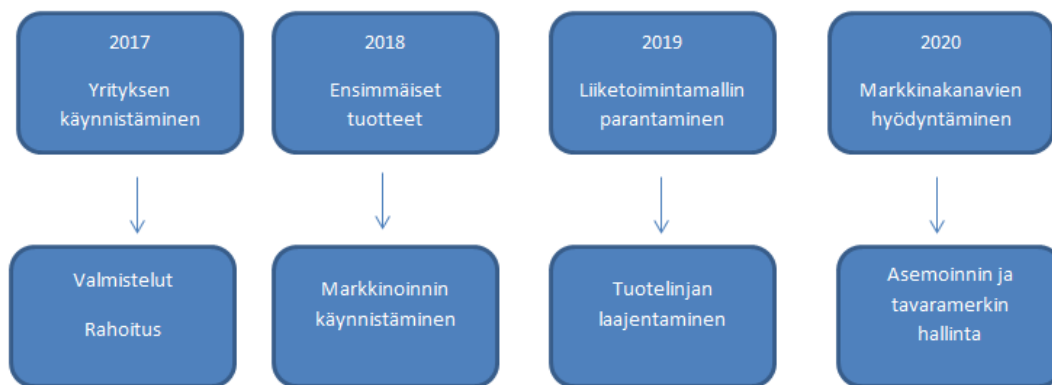 2017
Yrityksen
käynnistäminen
2018
Ensimmäiset
tuotteet
2019
Liiketoimintamallin
parantaminen
2020
Markkinakanavien
hyödyntäminen
Valmistelut
Rahoitus
Markkinoinnin
käynnistäminen
Tuotelinjan
laajentaminen
Asemoinnin ja
tavaramerkin
hallinta